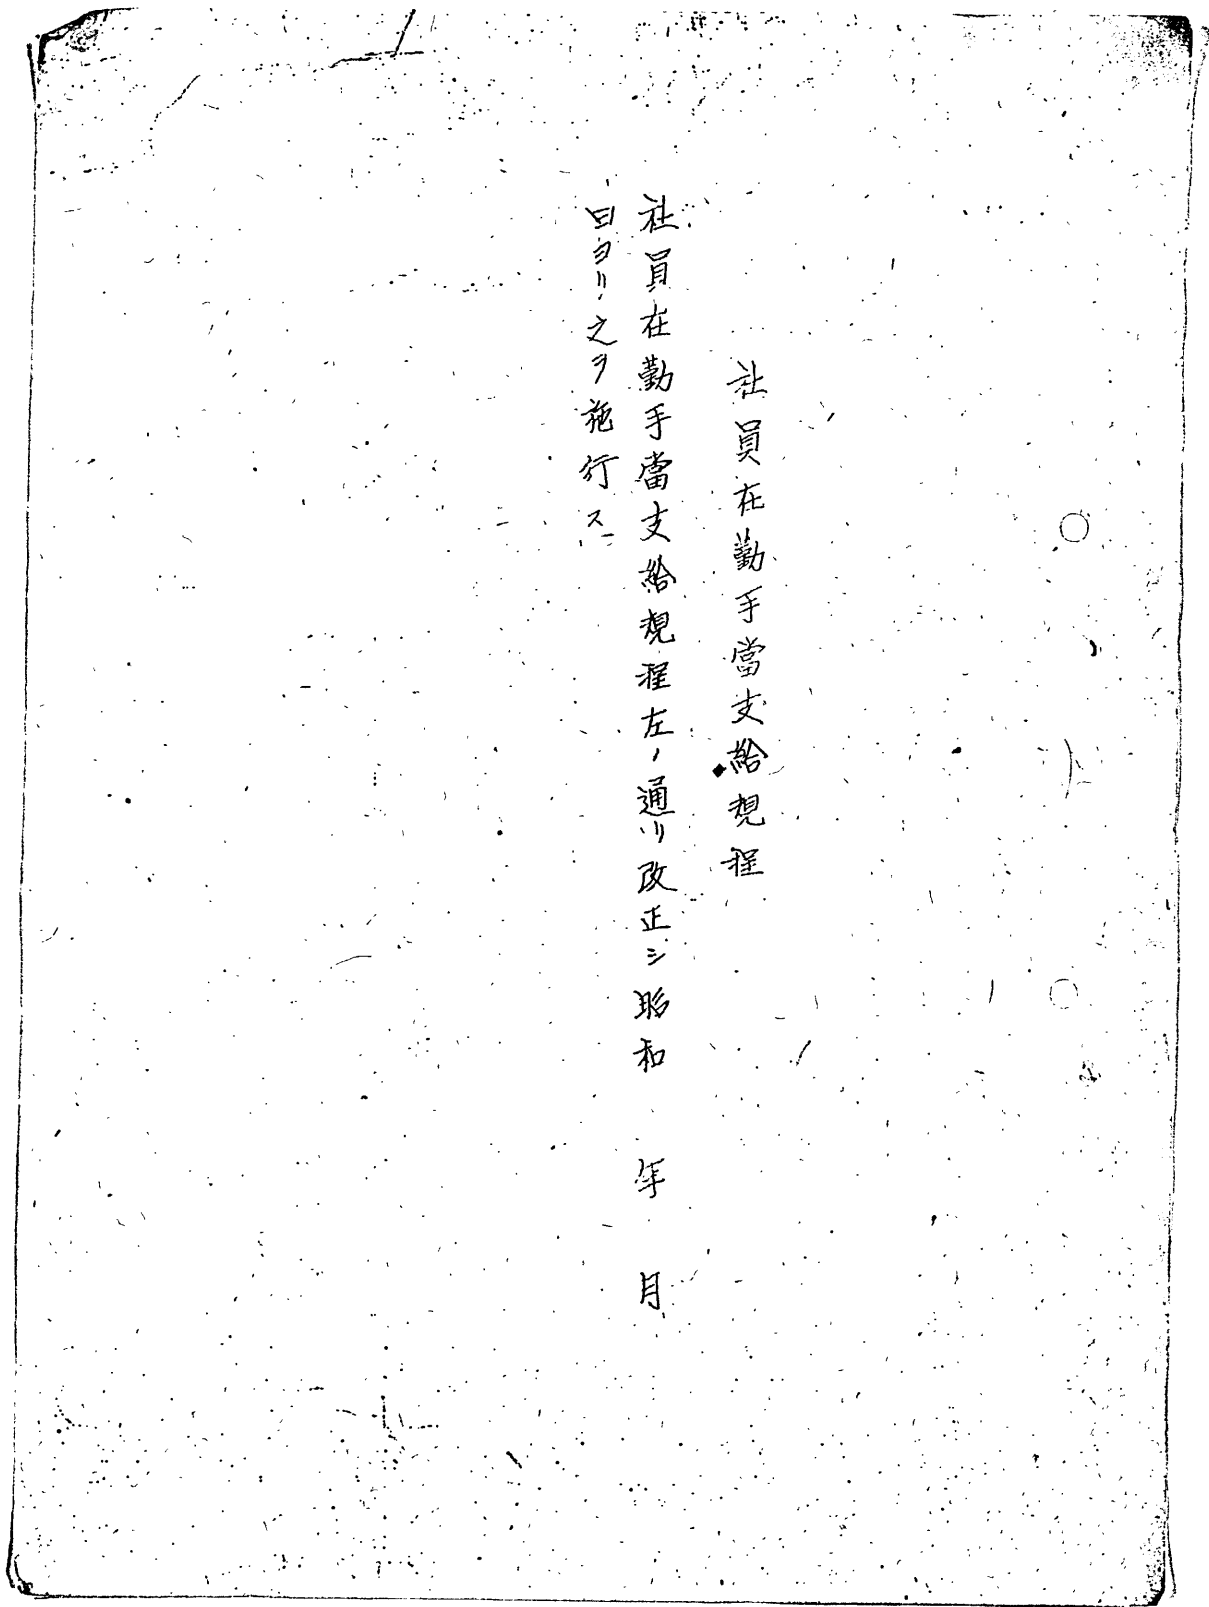 社員在勤手當支給規程
社員在勤手當支給規程左ノ通リ改正シ昭和　年　月
日ヨリ之ヲ施行ス